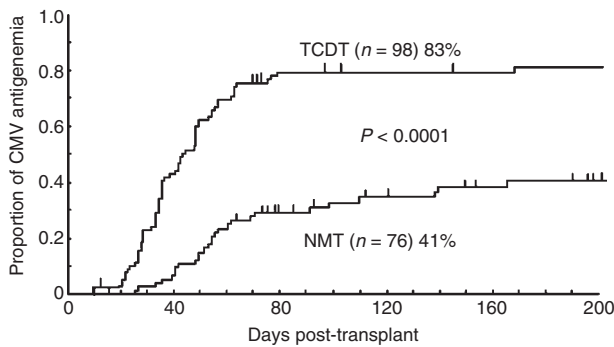 1.0
0.8
0.6
0.4
0.2
0
Proportion of CMV antigenemia
TCDT (n = 98) 83%
P < 0.0001
NMT (n = 76) 41%
0 40 80 120 160 200
Days post-transplant